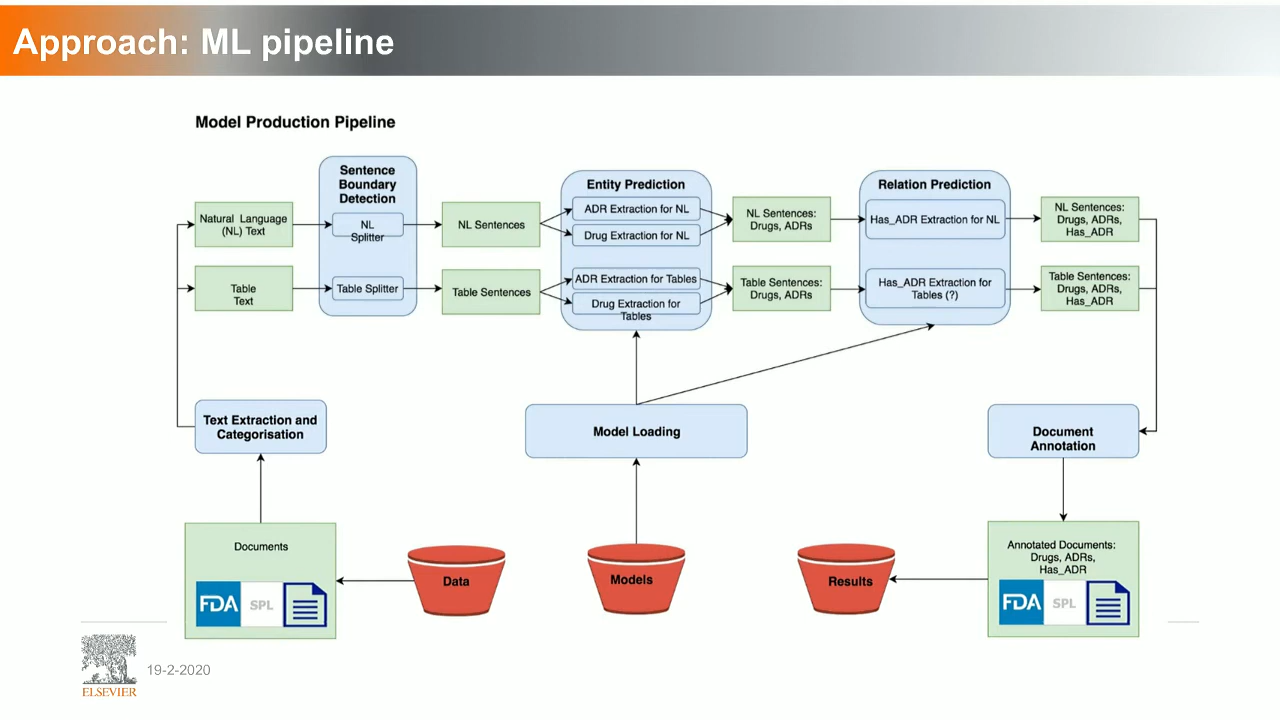 Approach: ML pipeline
Model Production Pipeline
Sentence
Boundary
Detection
Entity Prediction
Relation Prediction
Natural Language
(NL) Text
NL
Splitter
NL Sentences
ADR Extraction for NL
Drug Extraction for NL
NL Sentences:
Drugs, ADRs
Has_ADR Extraction for NL
NL Sentences:
Drugs, ADRs,
Has_ADR
Table
Text
Table Splitter
Table Sentences
ADR Extraction for Tables
Drug Extraction for
Tables
Table Sentences:
Drugs, ADRs
Has_ADR Extraction for
Tables (?)
Table Sentences:
Drugs, ADRs,
Has_ADR
Text Extraction and
Categorisation
Model Loading
Document
Annotation
Documents
FDA
SPL
Data
Models
Results
Annotated Documents:
Drugs, ADRs,
Has_ADR
FDA
SPL
ELSEVIER
19-2-2020